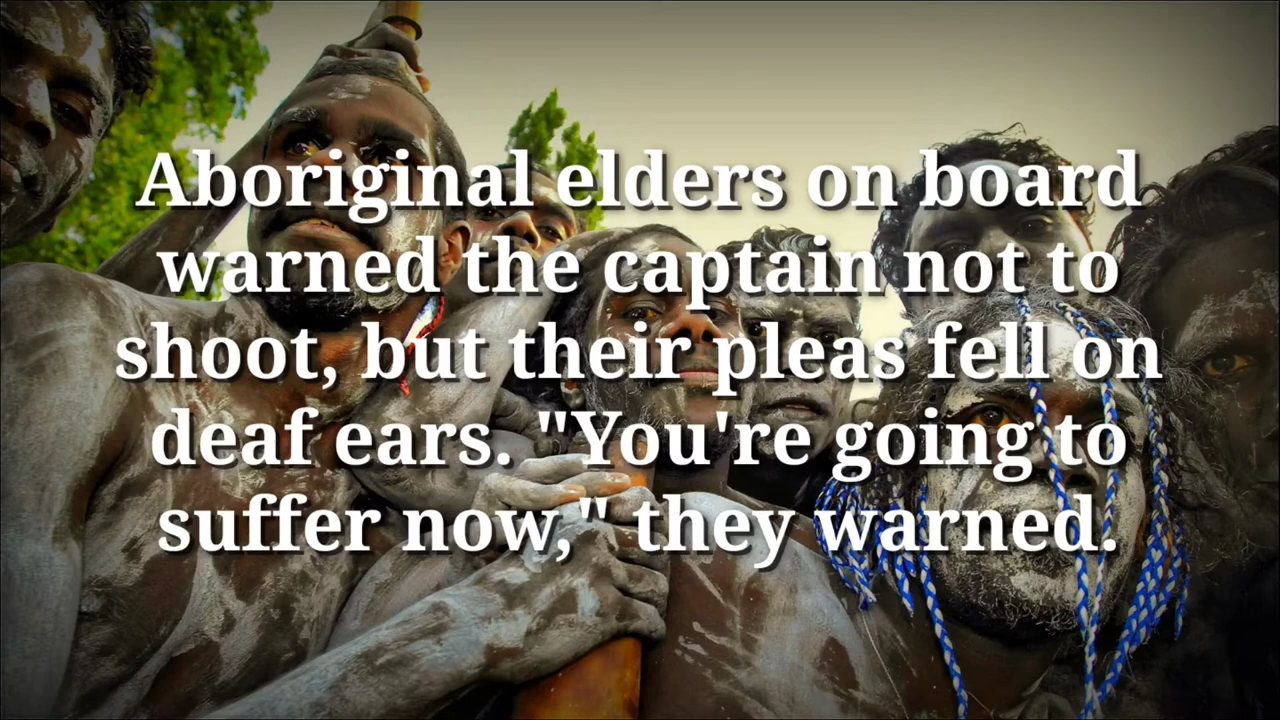 Aboriginal elders on board
warned the captain not to
shoot, but their pleas fell on
deaf ears. "You're going to
suffer now," they warned.